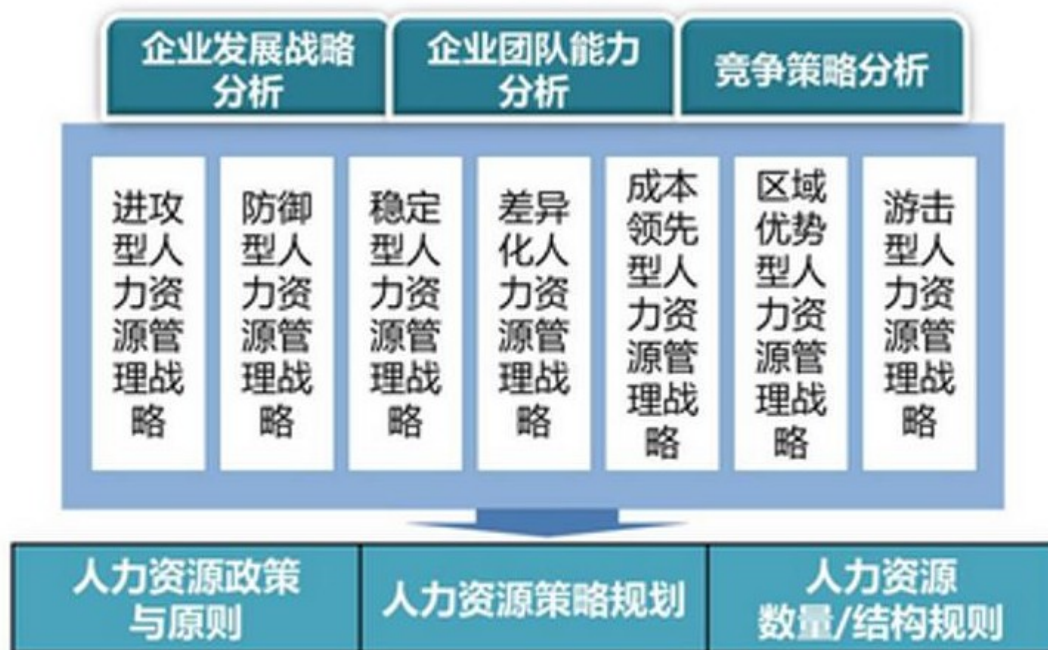 企业发展战略
分析
企业团队能力
分析
竞争策略分析
进攻
型人
力资
源管
理战
略
防御
型人
力资
源管
理战
略
稳定
型人
力资
源管
理战
略
差异
化人
力资
源管
理战
略
成本
领先
型人
力资
源管
理战
略
区域
优势
型人
力资
源管
理战
略
游击
型人
力资
源管
理战
略
人力资源政策
与原则
人力资源策略规划
人力资源
数量/结构规则